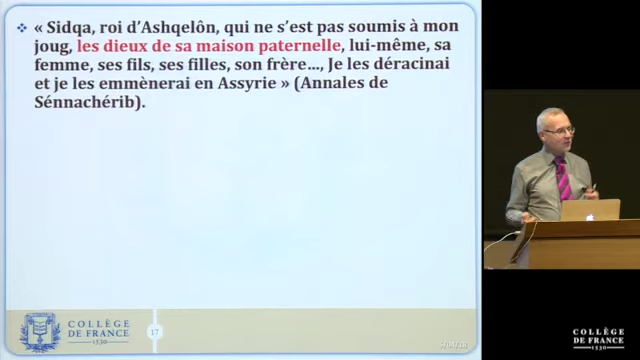 « Sidqa, roi d’Ashqelôn, qui ne s’est pas soumis à mon
joug, les dieux de sa maison paternelle, lui-même, sa
femme, ses fils, ses filles, son frère…, Je les déracinai
et je les emmènerai en Assyrie » (Annales de
Sénnachérib).
COLLÈGE
DE FRANCE
1530
17
COLLÈGE
DE FRANCE
1530